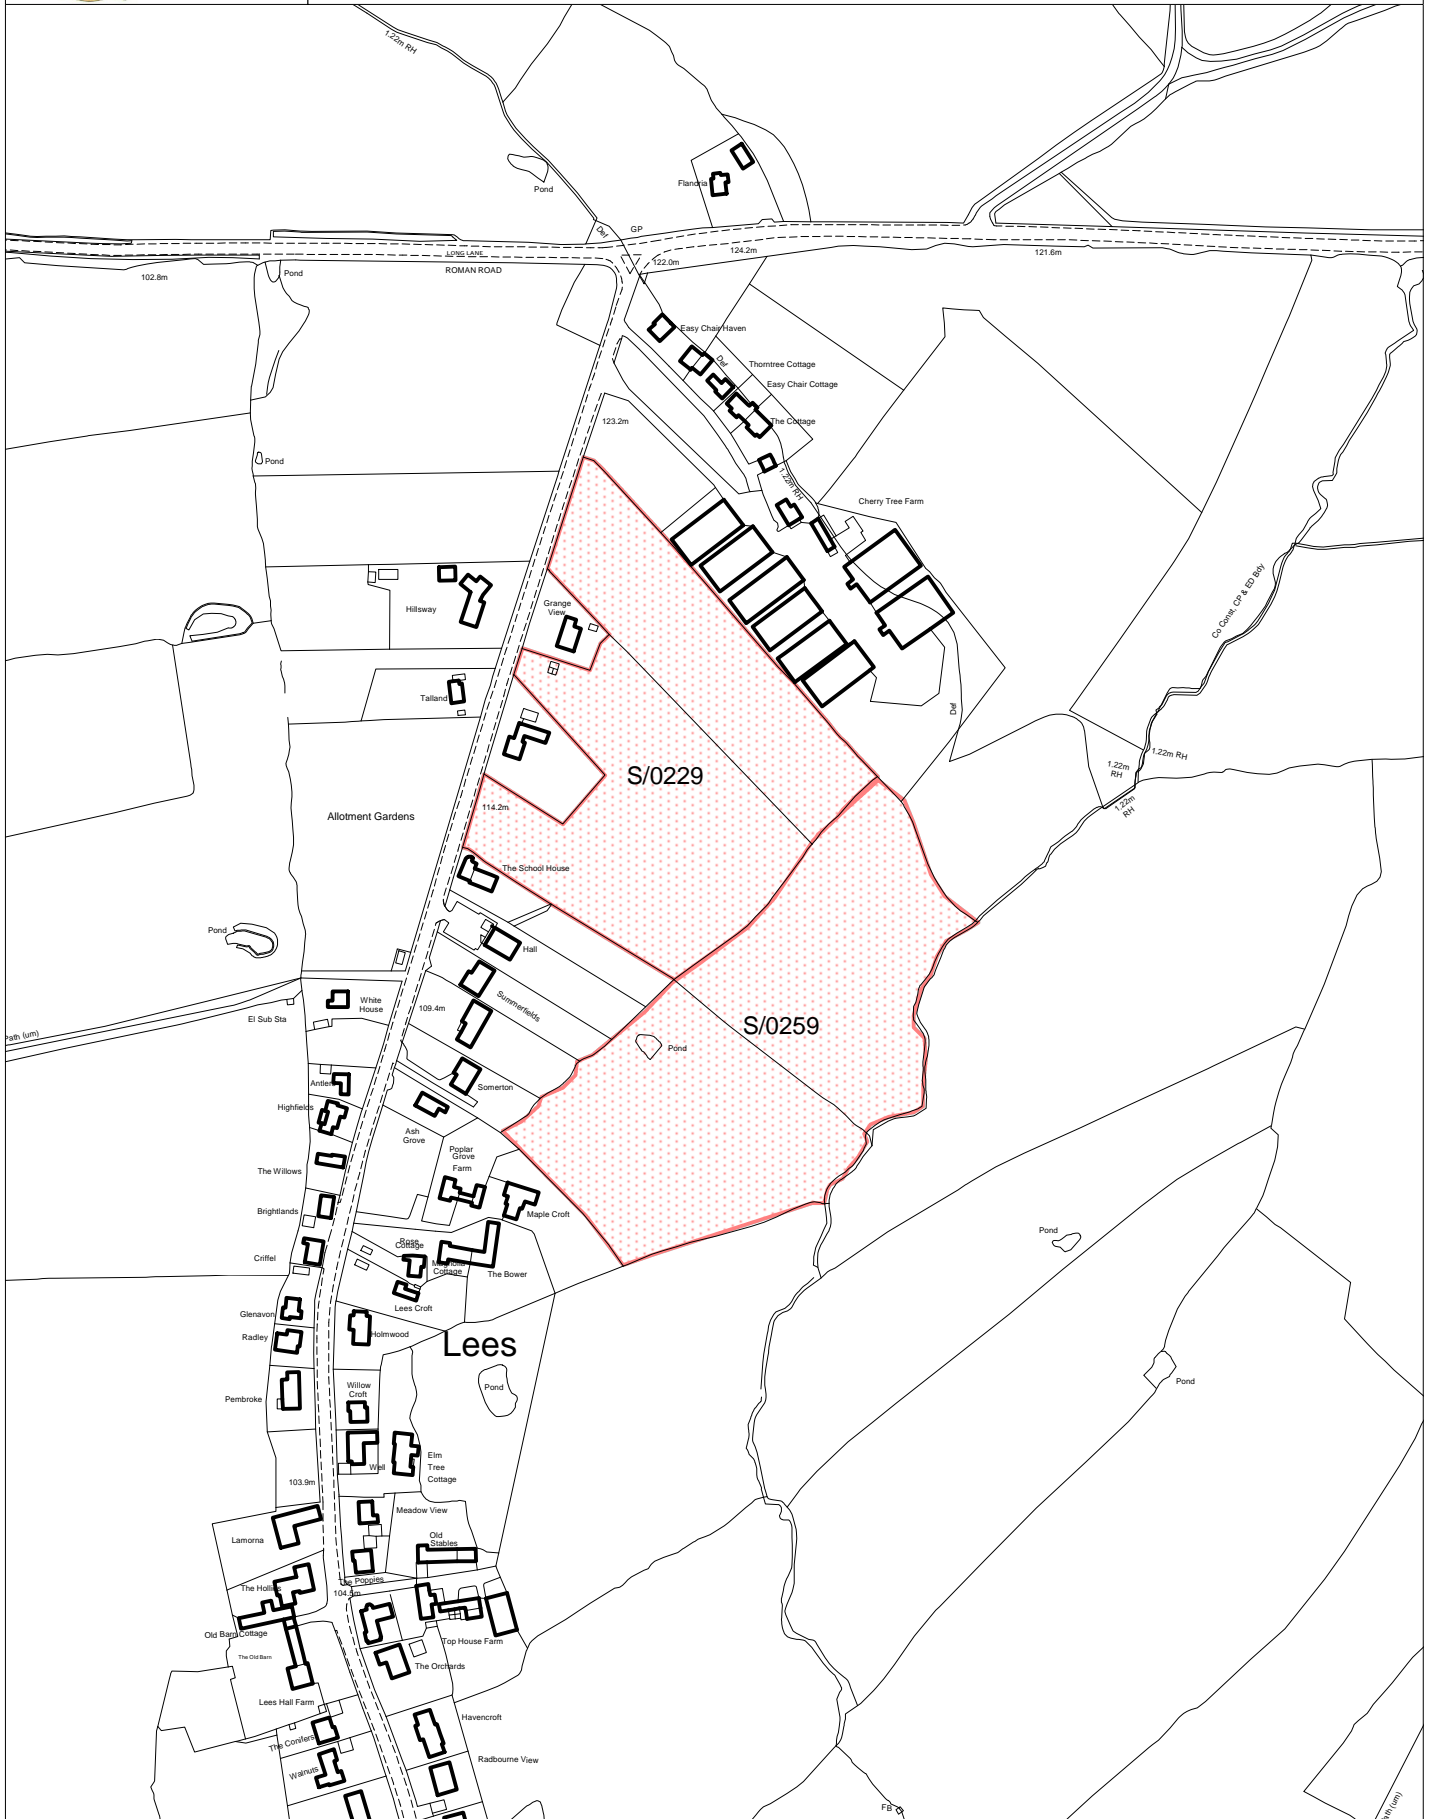 1.22m RH
Pond
Flandria
GP
Def
LONG LANE
ROMAN ROAD
124.2m
122.0m
121.6m
102.8m
Pond
Easy Chair Haven
Def
Thorntree Cottage
Easy Chair Cottage
The Cottage
123.2m
Pond
1.22m RH
Cherry Tree Farm
Hillsway
Grange
View
Co Const, CP & ED Bdy
Talland
Def
S/0229
1.22m RH
1.22m
RH
1.22m
RH
114.2m
Allotment Gardens
The School House
Pond
Hall
White
House
109.4m
Summerfields
El Sub Sta
Path (um)
S/0259
Pond
Antlers
Somerton
Highfields
Ash
Grove
Poplar
Grove
Farm
The Willows
Brightlands
Maple Croft
Pond
Criffel
Rose
Cottage
Magnolia
Cottage
The Bower
Lees Croft
Glenavon
Radley
Holmwood
Lees
Pond
Pond
Willow
Croft
Pembroke
Well
Elm
Tree
Cottage
103.9m
Meadow View
Lamorna
Old
Stables
The Poppies
The Hollies
104.5m
Old Barn Cottage
Top House Farm
The Old Barn
The Orchards
Lees Hall Farm
Havencroft
The Conifers
Radbourne View
Walnuts
FB
Path (um)